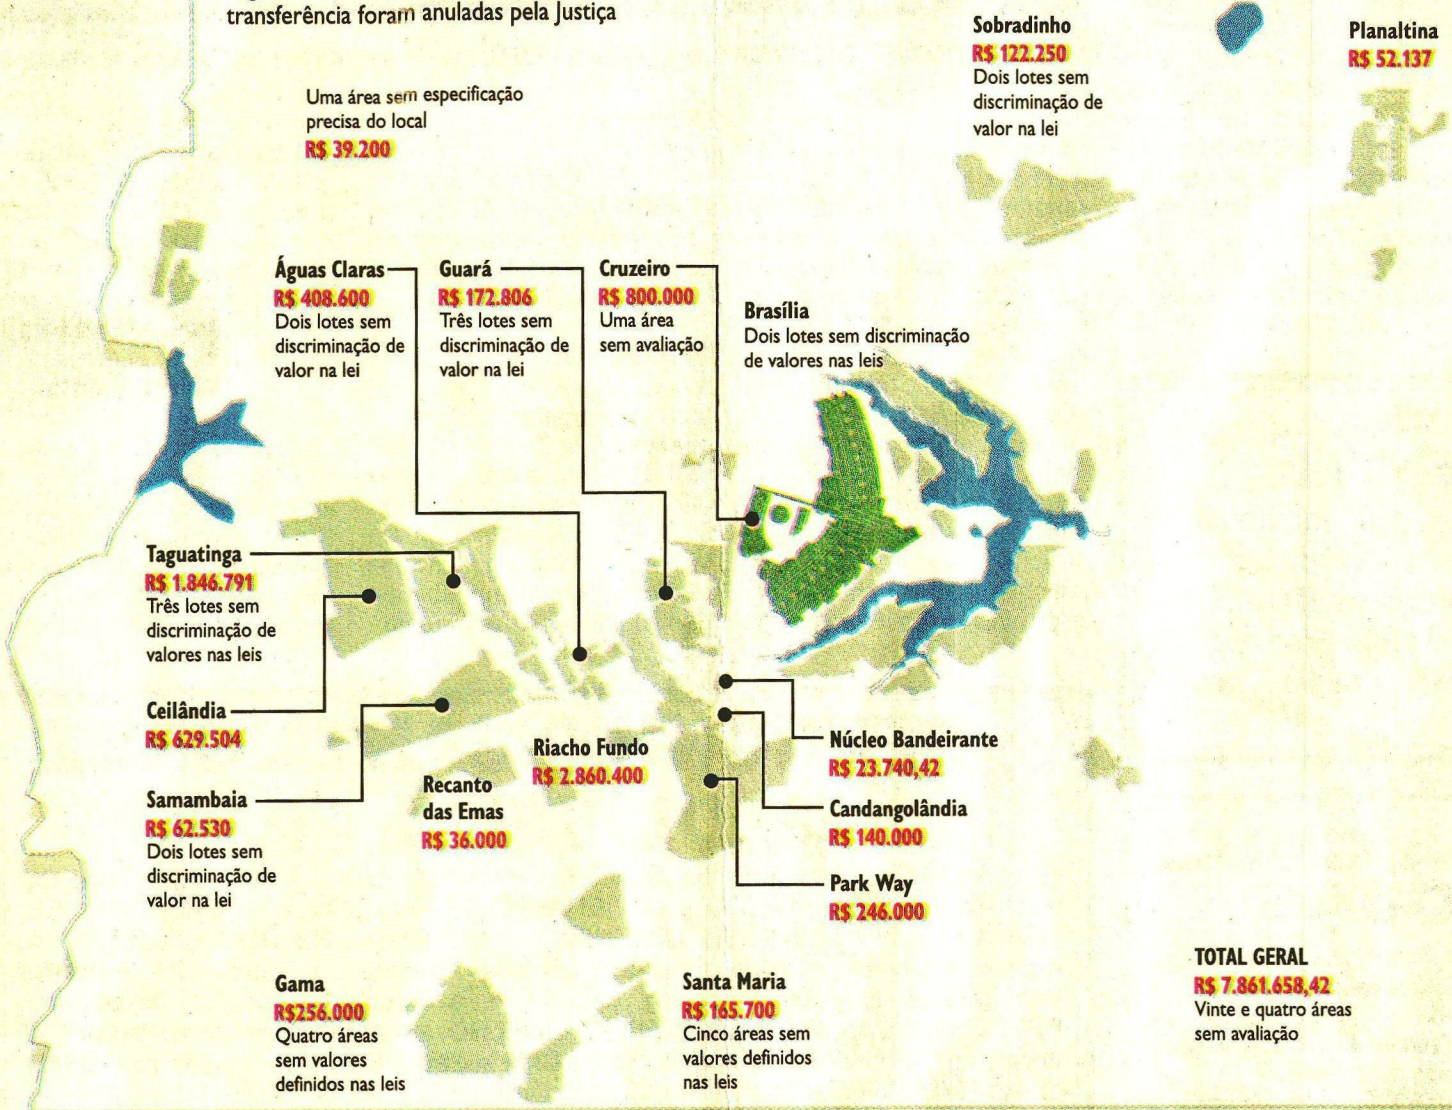 transferência foram anuladas pela Justiça
Uma área sem especificação
precisa do local
R$ 39.200
Sobradinho
R$ 122.250
Dois lotes sem
discriminação de
valor na lei
Planaltina
R$ 52.137
Águas Claras
R$ 408.600
Dois lotes sem
discriminação de
valor na lei
Guará
R$ 172.806
Três lotes sem
discriminação de
valor na lei
Cruzeiro
R$ 800.000
Uma área
sem avaliação
Brasília
Dois lotes sem discriminação
de valores nas leis
Taguatinga
R$ 1.846.791
Três lotes sem
discriminação de
valores nas leis
Ceilândia
R$ 629.504
Samambaia
R$ 62.530
Dois lotes sem
discriminação de
valor na lei
Recanto
das Emas
R$ 36.000
Riacho Fundo
R$ 2.860.400
Núcleo Bandeirante
R$ 23.740,42
Candangolândia
R$ 140.000
Park Way
R$ 246.000
Gama
R$256.000
Quatro áreas
sem valores
definidos nas leis
Santa Maria
R$ 165.700
Cinco áreas sem
valores definidos
nas leis
TOTAL GERAL
R$ 7.861.658,42
Vinte e quatro áreas
sem avaliação